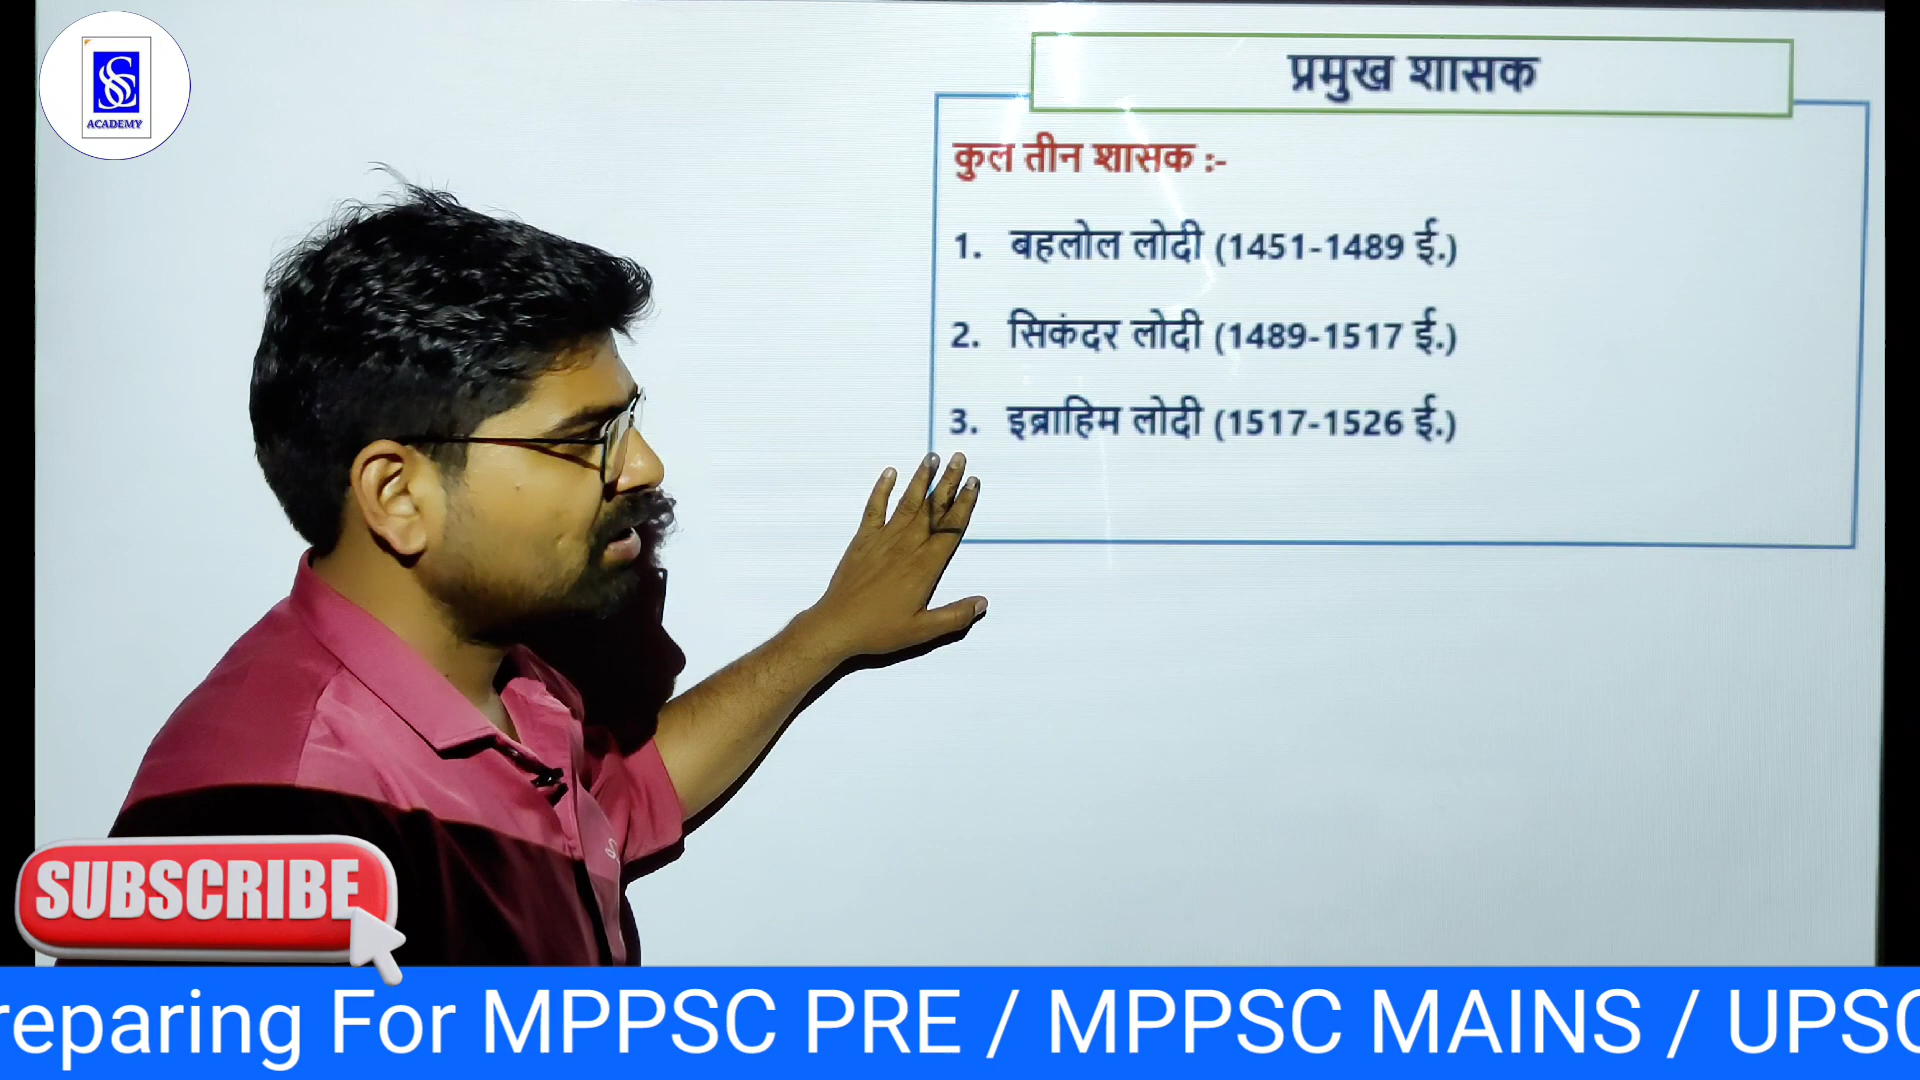 ACADEMY
प्रमुख शासक
कुल तीन शासक :-
1. बहलोल लोदी (1451-1489 ई.)
2. सिकंदर लोदी (1489-1517 ई.)
3. इब्राहिम लोदी (1517-1526 ई.)
SUBSCRIBE
reparing For MPPSC PRE / MPPSC MAINS / UPSC